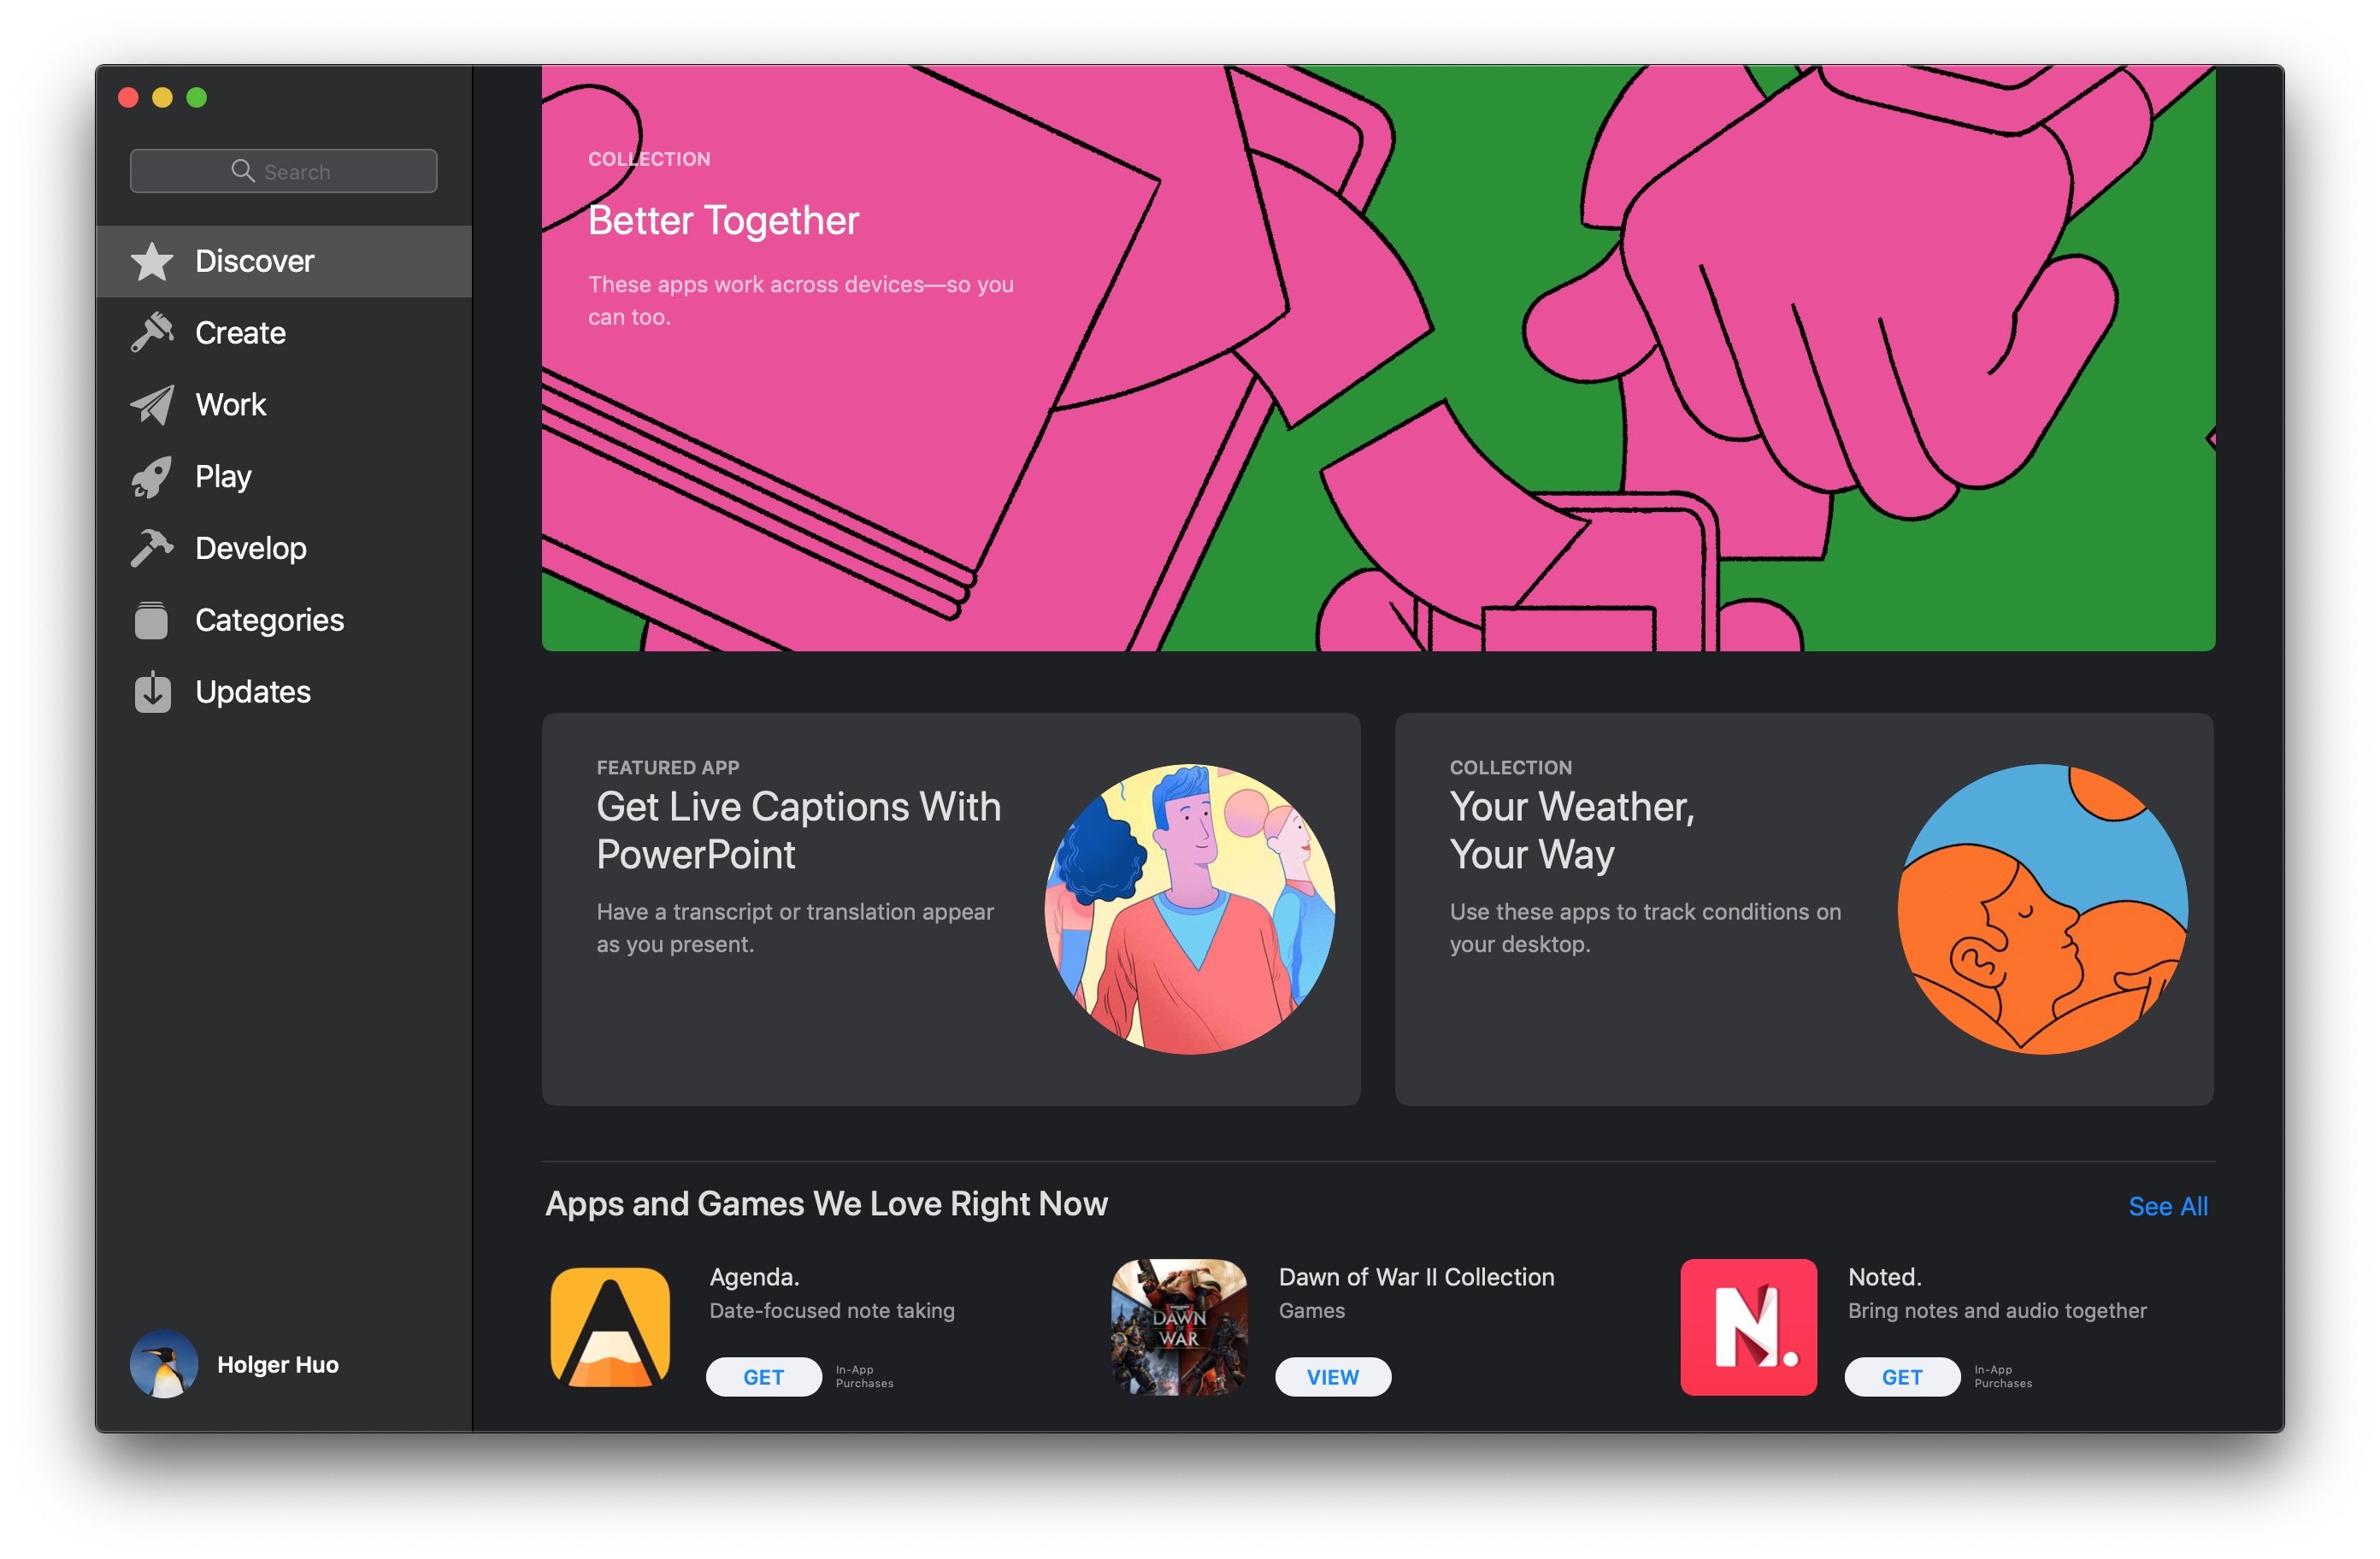 Search
Discover
Create
Work
Play
Develop
Categories
Updates
Holger Huo
COLLECTION
Better Together
These apps work across devices—so you
can too.
FEATURED APP
Get Live Captions With
PowerPoint
Have a transcript or translation appear
as you present.
COLLECTION
Your Weather,
Your Way
Use these apps to track conditions on
your desktop.
Apps and Games We Love Right Now
See All
Agenda.
Date-focused note taking
GET
In-App
Purchases
DAWN
OF
WAR
II
Dawn of War II Collection
Games
VIEW
N.
Noted.
Bring notes and audio together
GET
In-App
Purchases